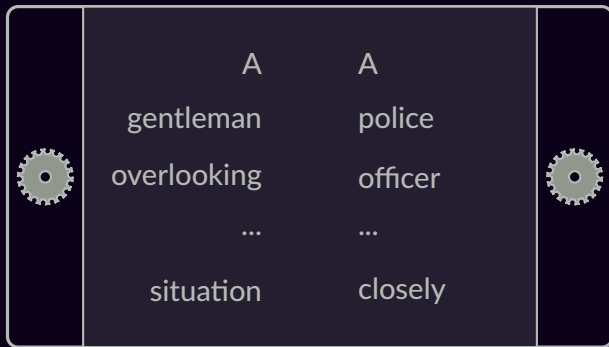 A
gentleman
overlooking
...
situation
A
police
officer
...
closely